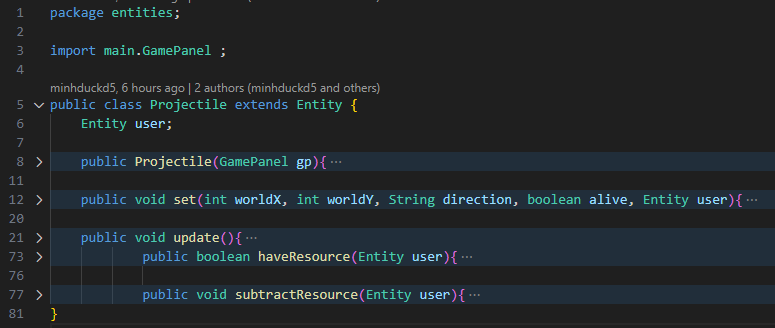 1 package entities;
2
3 import main.GamePanel ;
4
minhduckd5, 6 hours ago | 2 authors (minhduckd5 and others)
5 public class Projectile extends Entity {
6 Entity user;
7
8 public Projectile(GamePanel gp){ ⋯
11
12 public void set(int worldX, int worldY, String direction, boolean alive, Entity user){ ⋯
20
21 public void update(){ ⋯
73 public boolean haveResource(Entity user){ ⋯
76
77 public void subtractResource(Entity user){ ⋯
81 }